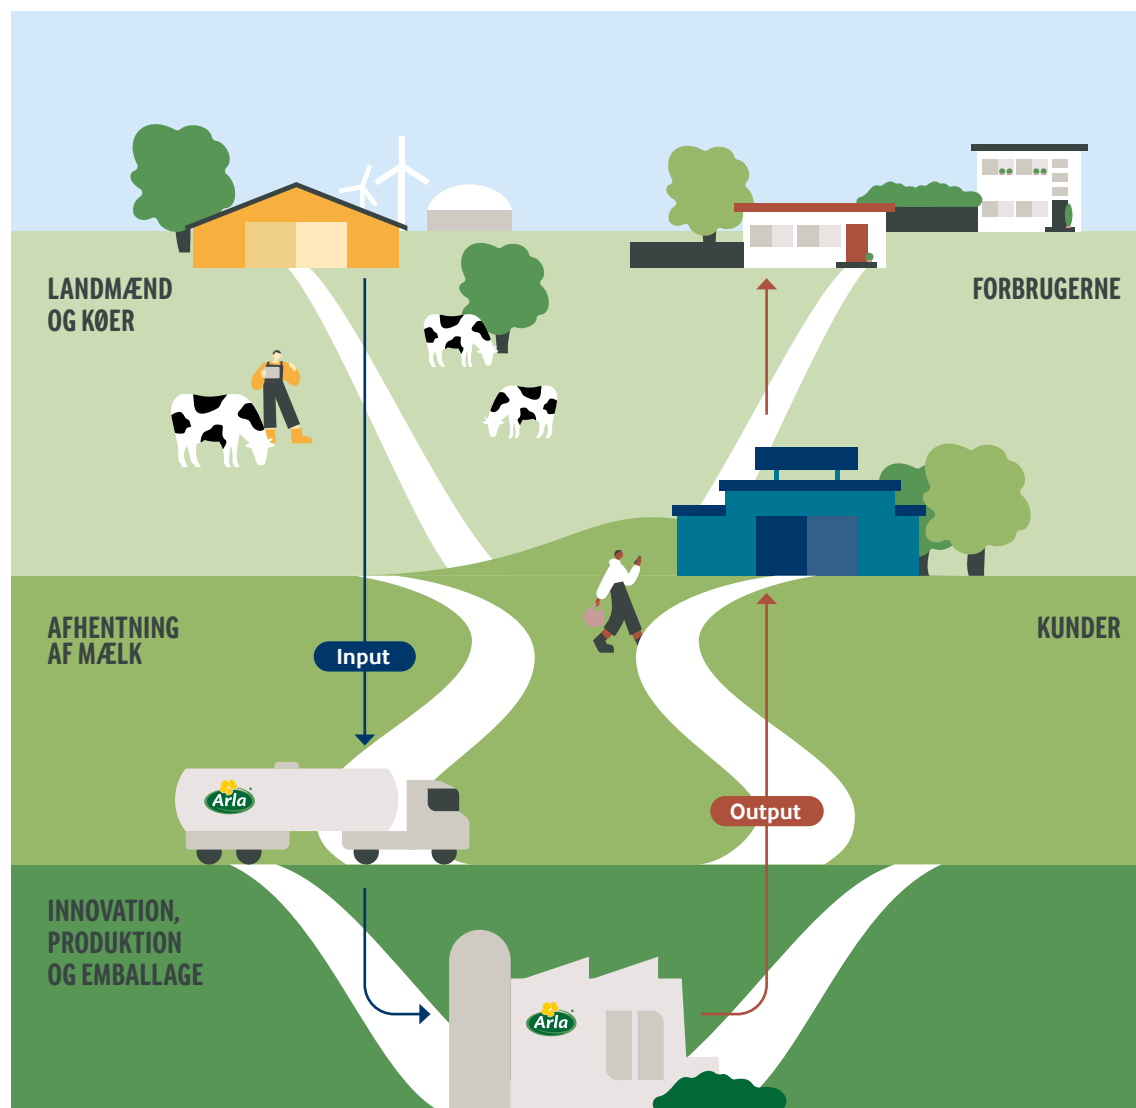 LANDMÆND
OG KØER
FORBRUGERNE
AFHENTNING
AF MÆLK
KUNDER
Input
Arla
Output
INNOVATION,
PRODUKTION
OG EMBALLAGE
Arla